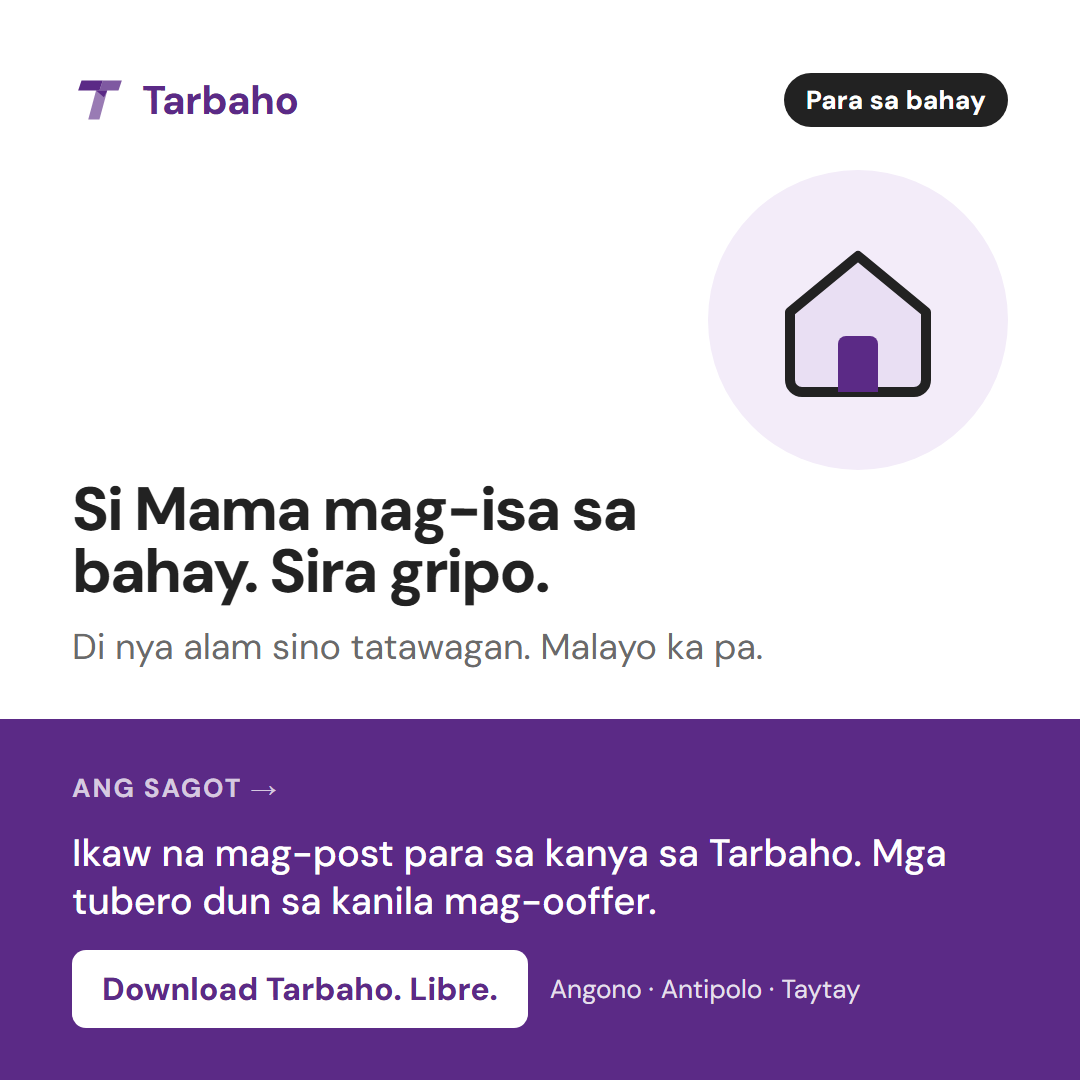 Tarbaho
Para sa bahay
Si Mama mag-isa sa
bahay. Sira gripo.
Di nya alam sino tatawagan. Malayo ka pa.
ANG SAGOT →
Ikaw na mag-post para sa kanya sa Tarbaho. Mga
tubero dun sa kanila mag-ooffer.
Download Tarbaho. Libre.
Angono · Antipolo · Taytay